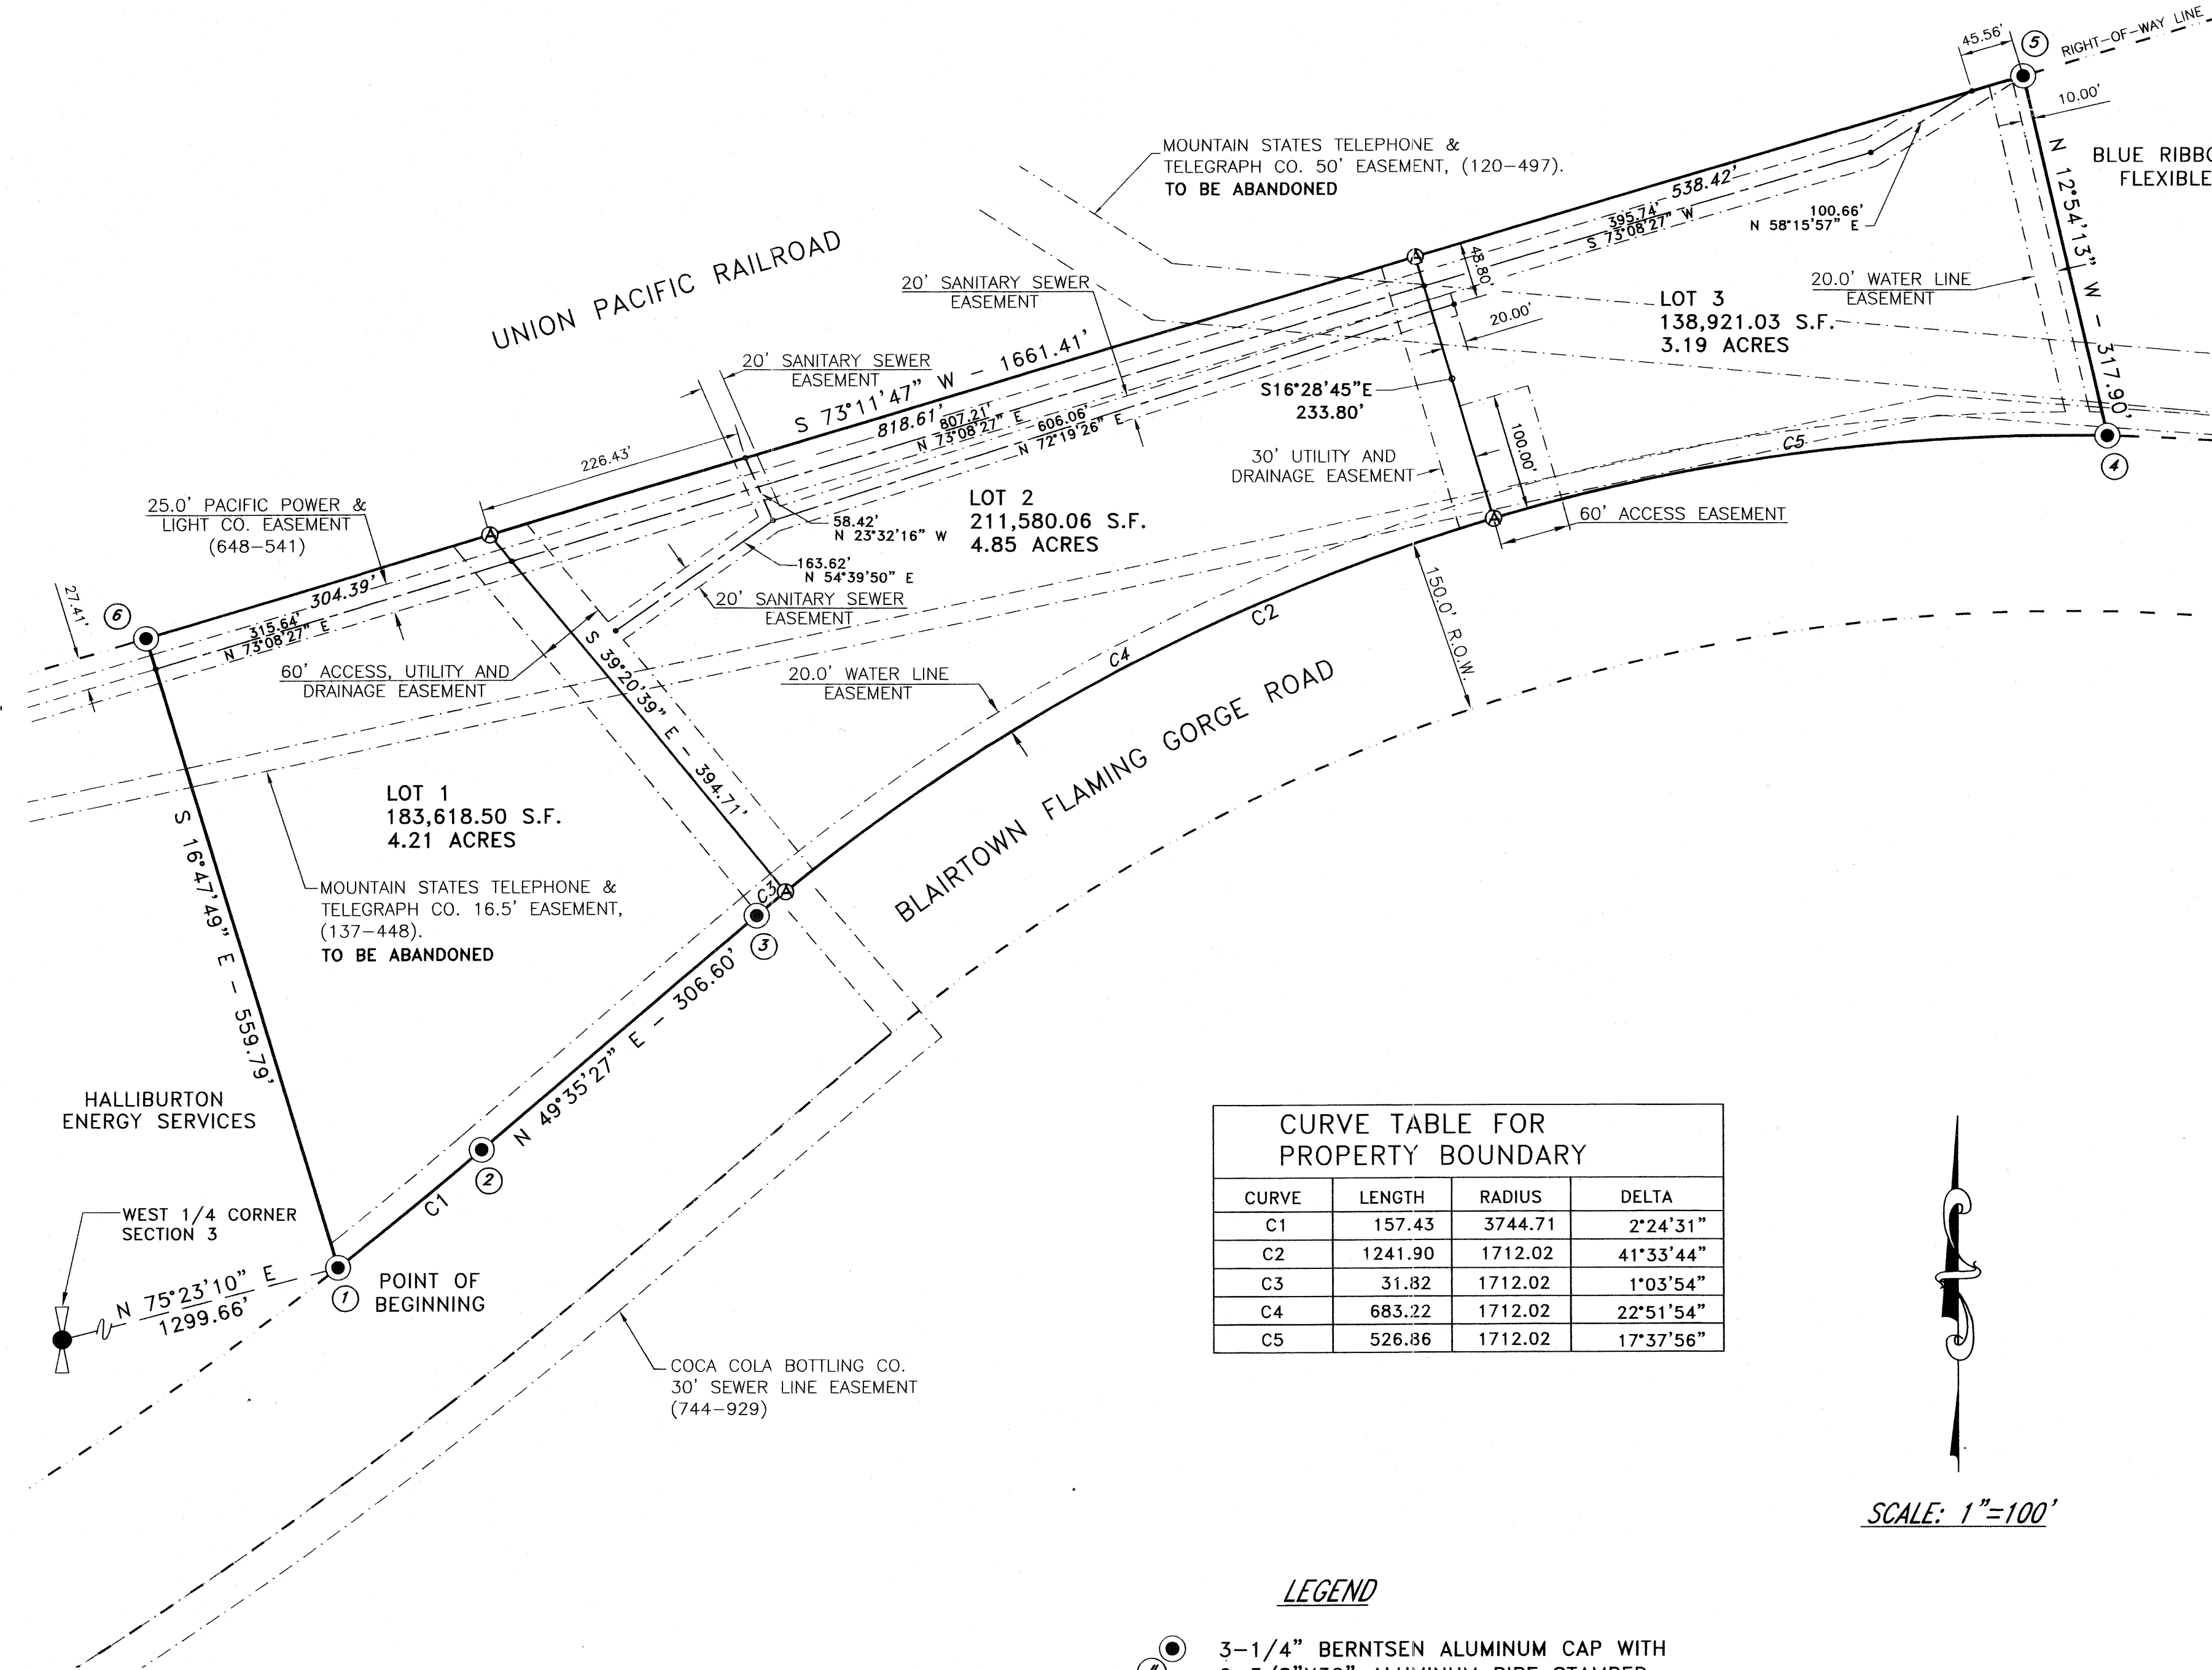 45.56'
5
RIGHT-OF-WAY LINE
10.00'
N 12°54'13" W - 317.90'
BLUE RIBBO
FLEXIBLE
MOUNTAIN STATES TELEPHONE &
TELEGRAPH CO. 50' EASEMENT, (120-497).
TO BE ABANDONED
538.42'
395.74'
S 73°08'27" W
100.66'
N 58°15'57" E
UNION PACIFIC RAILROAD
20' SANITARY SEWER
EASEMENT
48.80'
20.00'
20.0' WATER LINE
EASEMENT
LOT 3
138,921.03 S.F.
3.19 ACRES
20' SANITARY SEWER
EASEMENT
S 73°11'47" W - 1661.41'
818.61'
807.21'
N 73°08'27" E
606.06'
N 72°19'26" E
S16°28'45"E
233.80'
226.43'
30' UTILITY AND
DRAINAGE EASEMENT
100.00'
C5
4
25.0' PACIFIC POWER &
LIGHT CO. EASEMENT
(648-541)
A
A
A
A
LOT 2
211,580.06 S.F.
4.85 ACRES
58.42'
N 23°32'16" W
60' ACCESS EASEMENT
163.62'
N 54°39'50" E
20' SANITARY SEWER
EASEMENT
27.41'
6
304.39'
315.64'
N 73°08'27" E
150.0' R.O.W.
C2
C4
60' ACCESS, UTILITY AND
DRAINAGE EASEMENT
S 39°20'39" E - 394.71'
20.0' WATER LINE
EASEMENT
BLAIRTOWN FLAMING GORGE ROAD
LOT 1
183,618.50 S.F.
4.21 ACRES
S 16°47'49" E - 559.79'
MOUNTAIN STATES TELEPHONE &
TELEGRAPH CO. 16.5' EASEMENT,
(137-448).
TO BE ABANDONED
C3
3
N 49°35'27" E - 306.60'
HALLIBURTON
ENERGY SERVICES
2
C1
WEST 1/4 CORNER
SECTION 3
N 75°23'10" E
1299.66'
1
POINT OF
BEGINNING
COCA COLA BOTTLING CO.
30' SEWER LINE EASEMENT
(744-929)
CURVE TABLE FOR
PROPERTY BOUNDARY
CURVE LENGTH RADIUS DELTA
C1 157.43 3744.71 2°24'31"
C2 1241.90 1712.02 41°33'44"
C3 31.82 1712.02 1°03'54"
C4 683.22 1712.02 22°51'54"
C5 526.86 1712.02 17°37'56"
SCALE: 1"=100'
LEGEND
3-1/4" BERNTSEN ALUMINUM CAP WITH
ALUMINUM PIPE STAMPED